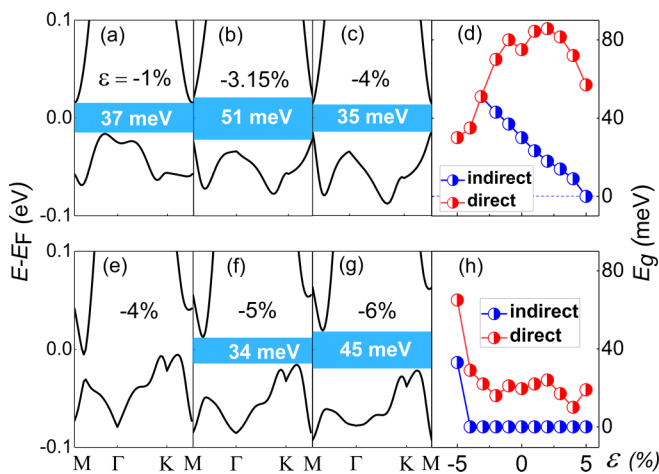 0.1
(a)
(b)
(c)
(d)
80
ε = -1%
-3.15%
-4%
0.0
37 meV
51 meV
35 meV
40
indirect
direct
0
-0.1
E-EF (eV)
Eg (meV)
0.1
(e)
(f)
(g)
(h)
80
-4%
-5%
-6%
indirect
direct
0.0
34 meV
45 meV
40
0
-0.1
M Γ K M Γ K M Γ K M -5 0 5
ε (%)